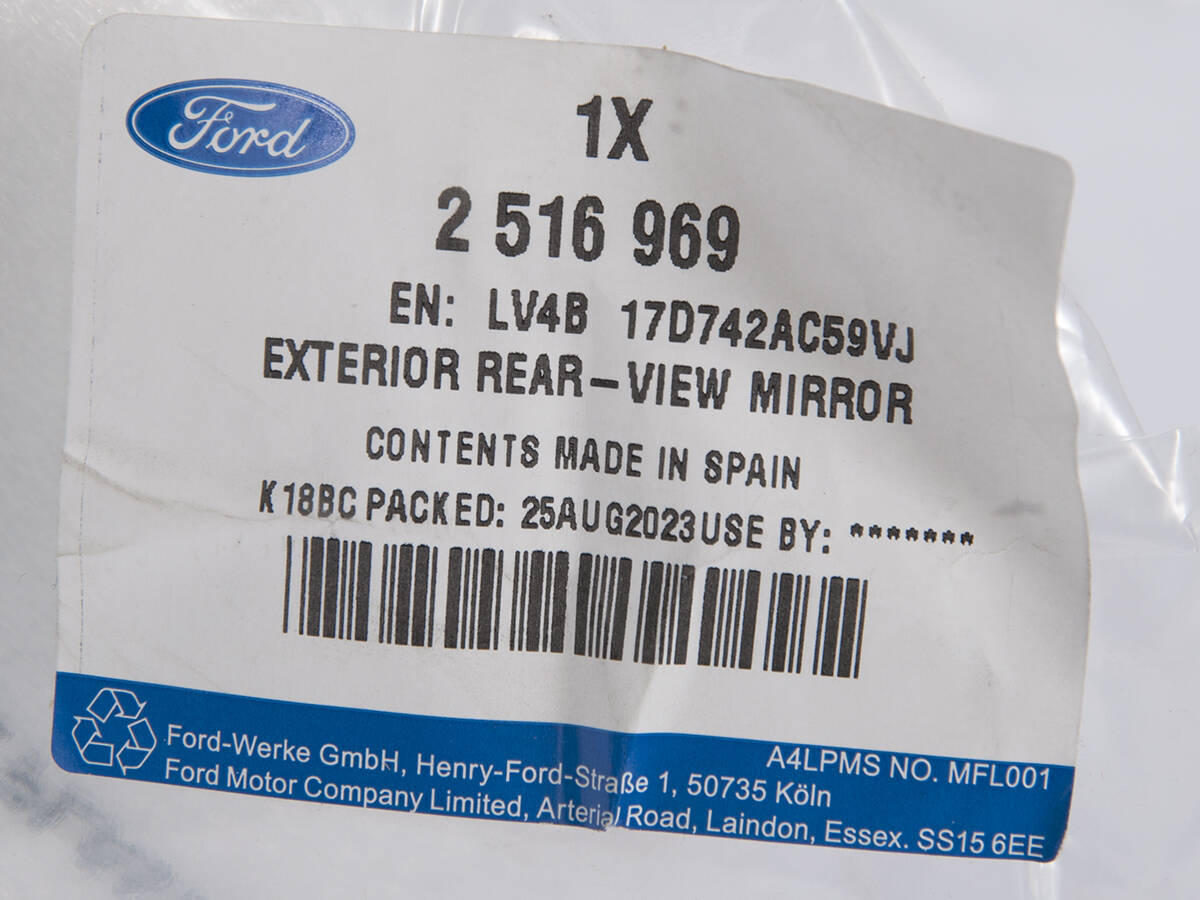 Ford
1X
2 516 969
EN: LV4B 17D742AC59VJ
EXTERIOR REAR-VIEW MIRROR
CONTENTS MADE IN SPAIN
K18BC PACKED: 25AUG2023USE BY: *******
A4LPMS NO. MFL001
Ford-Werke GmbH, Henry-Ford-Straße 1, 50735 Köln
Ford Motor Company Limited, Arterial Road, Laindon, Essex. SS15 6EE